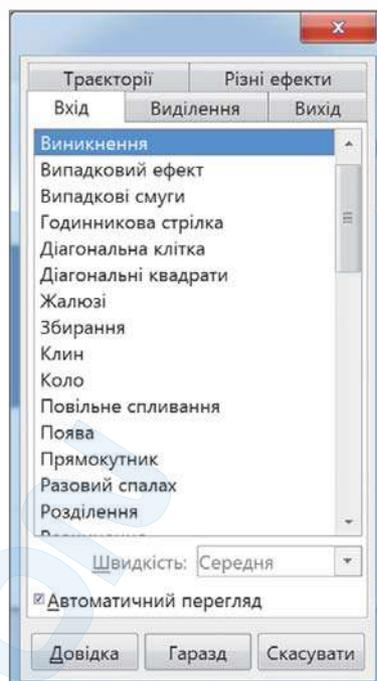 Траєкторії Різні ефекти
Вхід Виділення Вихід
Виникнення
Випадковий ефект
Випадкові смуги
Годинникова стрілка
Діагональна клітка
Діагональні квадрати
Жалюзі
Збирання
Клин
Коло
Повільне спливання
Поява
Прямокутник
Разовий спалах
Розділення
Швидкість: Середня
Автоматичний перегляд
Довідка Гаразд Скасувати